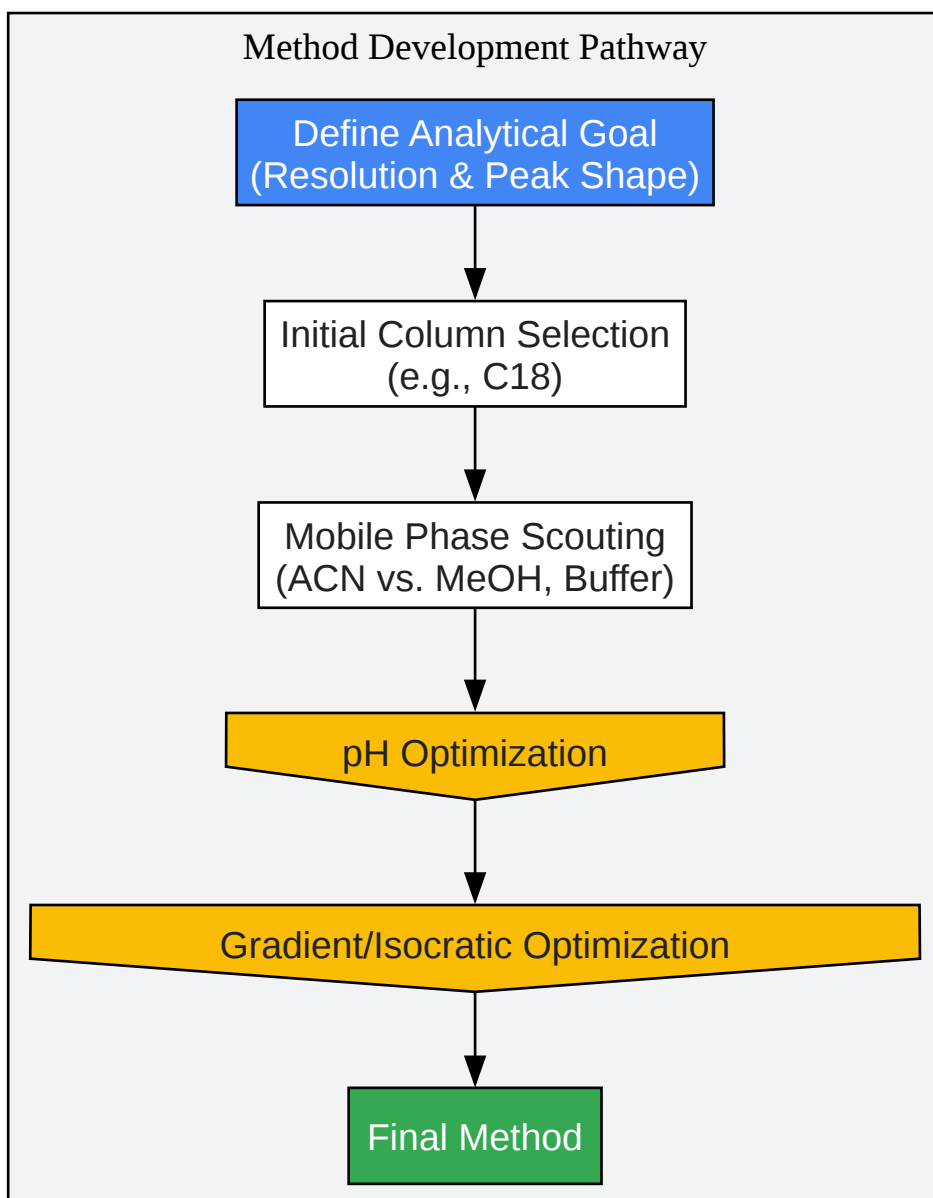 Method Development Pathway
Define Analytical Goal
(Resolution & Peak Shape)
Initial Column Selection
(e.g., C18)
Mobile Phase Scouting
(ACN vs. MeOH, Buffer)
pH Optimization
Gradient/Isocratic Optimization
Final Method